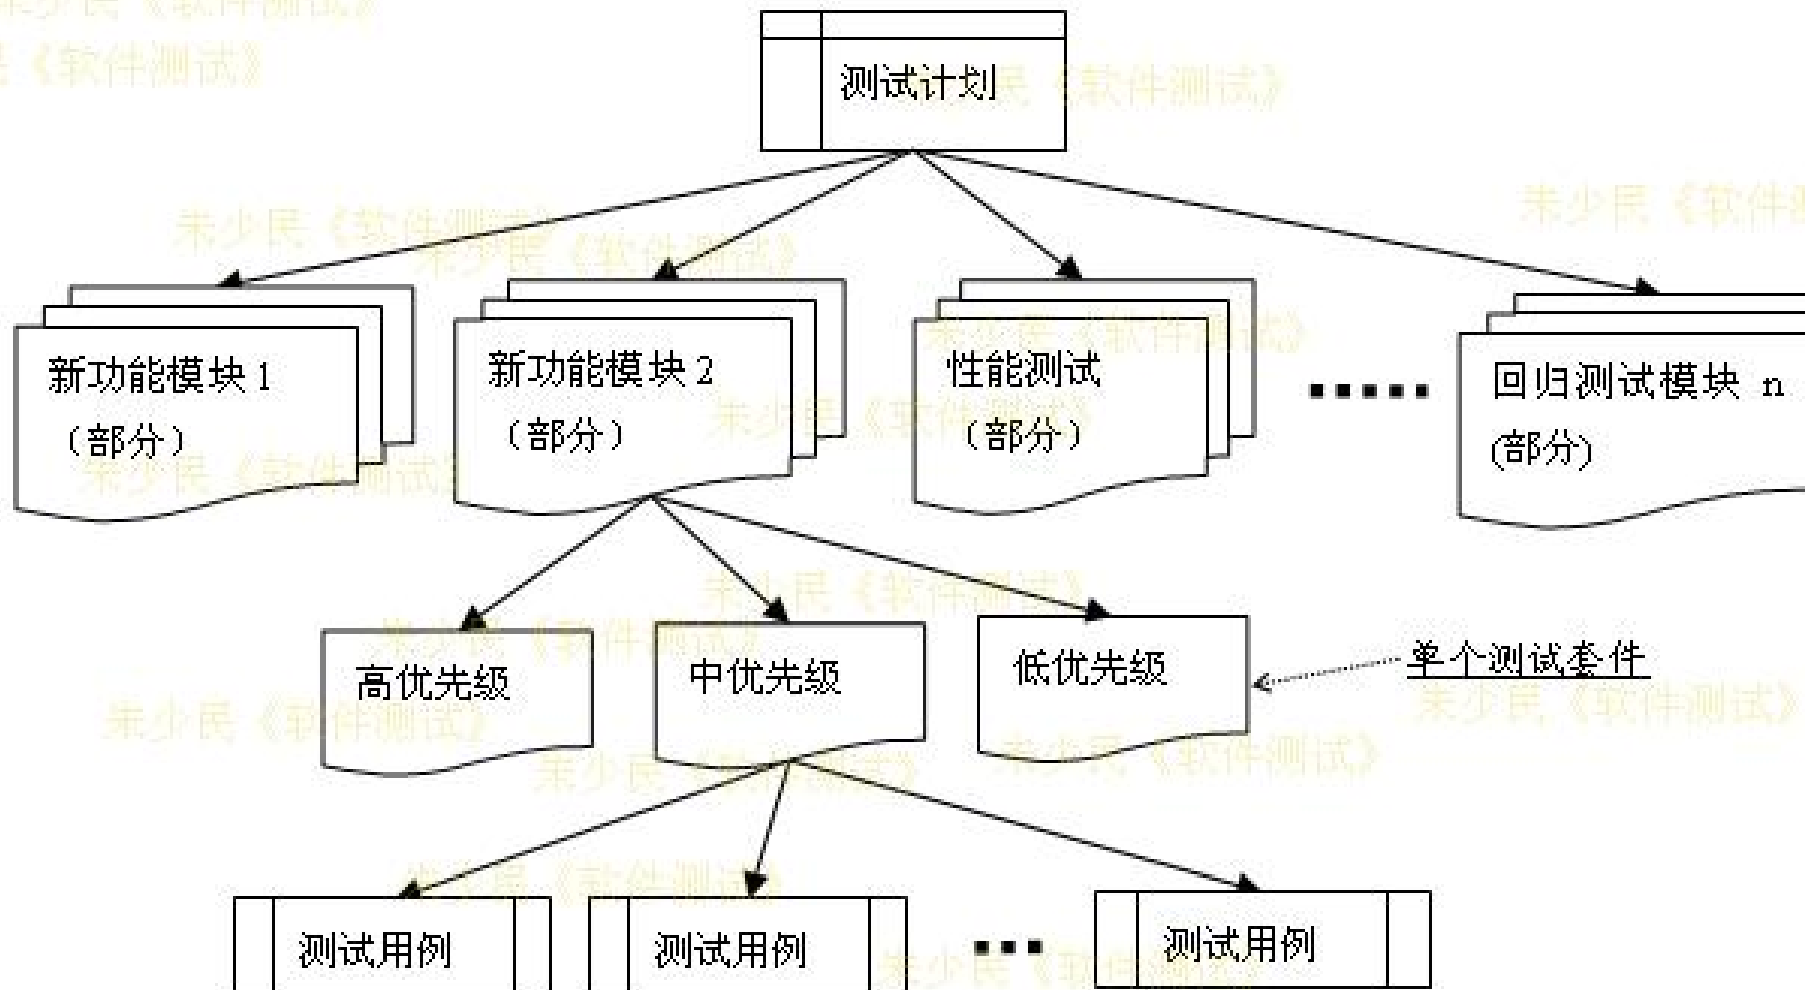 测试计划
新功能模块 1
（部分）
新功能模块 2
（部分）
性能测试
（部分）
回归测试模块 n
(部分)
高优先级
中优先级
低优先级
单个测试套件
测试用例
测试用例
测试用例